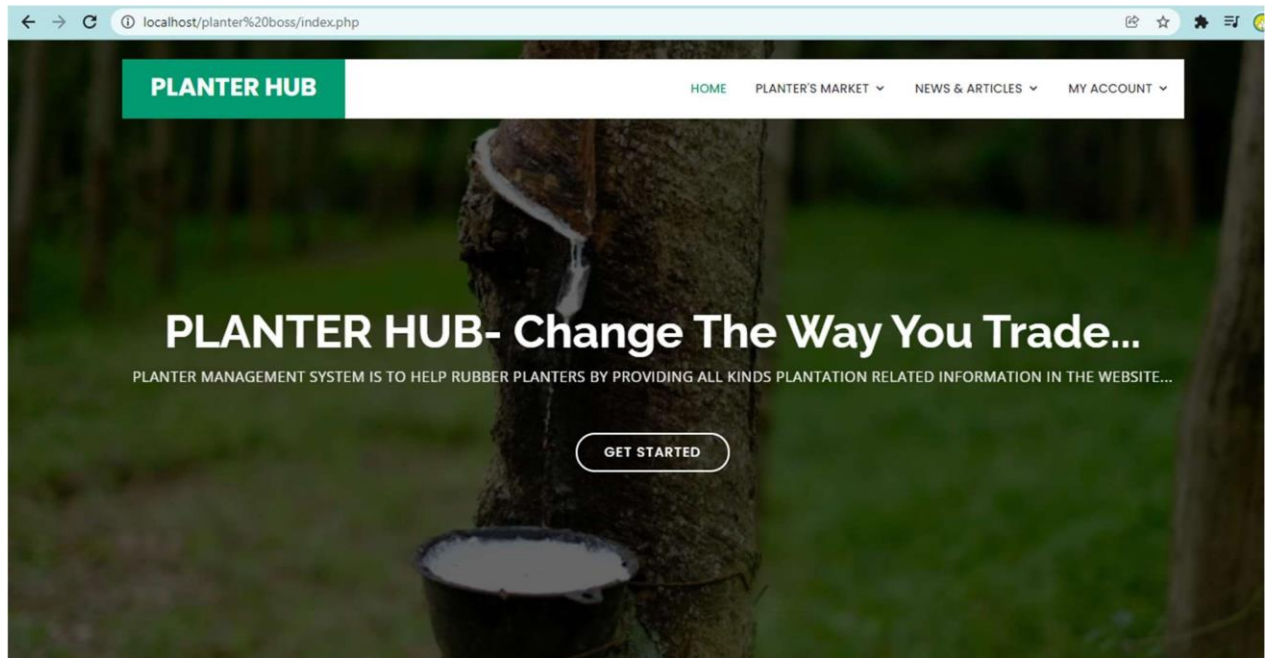 localhost/planter%20boss/index.php
PLANTER HUB
HOME PLANTER'S MARKET NEWS & ARTICLES MY ACCOUNT
PLANTER HUB- Change The Way You Trade...
PLANTER MANAGEMENT SYSTEM IS TO HELP RUBBER PLANTERS BY PROVIDING ALL KINDS PLANTATION RELATED INFORMATION IN THE WEBSITE...
GET STARTED